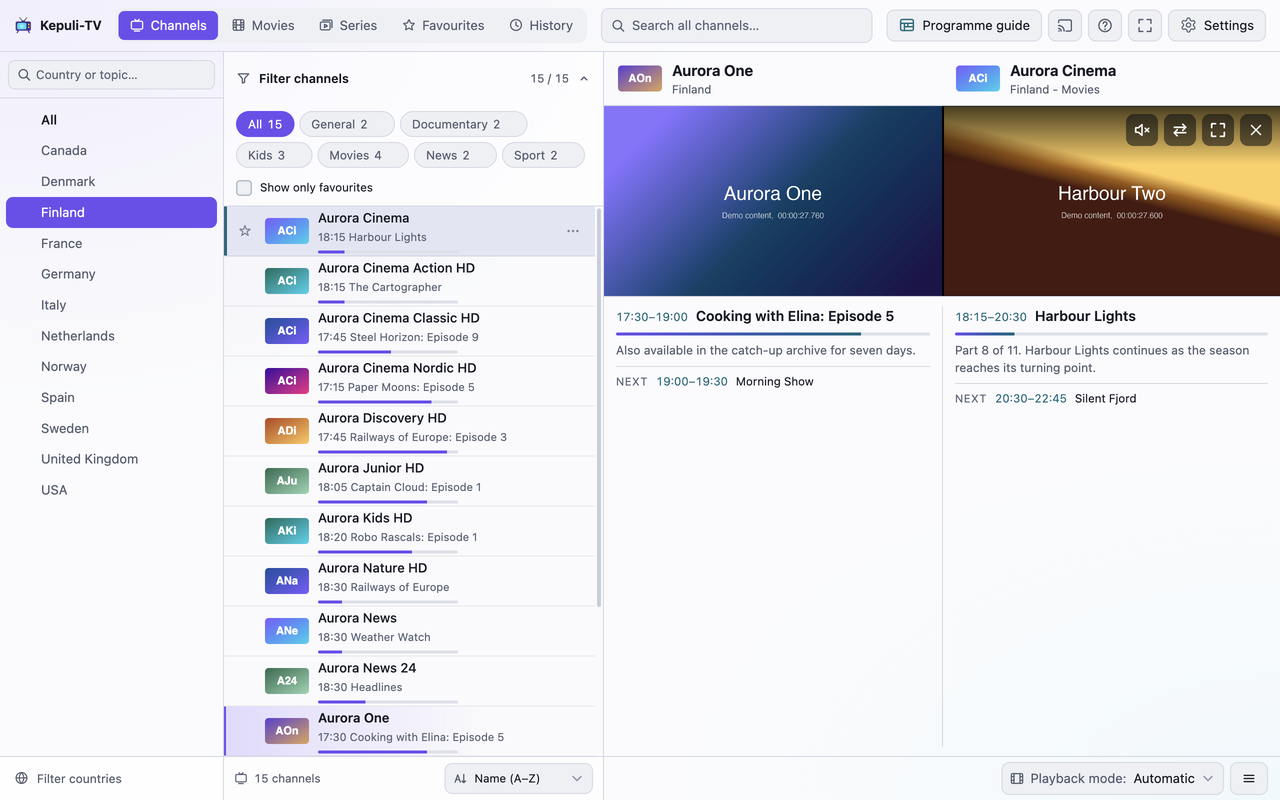 Kepuli-TV
Channels
Movies
Series
Favourites
History
Search all channels...
Programme guide
Settings
Country or topic...
All
Canada
Denmark
Finland
France
Germany
Italy
Netherlands
Norway
Spain
Sweden
United Kingdom
USA
Filter countries
Filter channels
15 / 15
All 15
General 2
Documentary 2
Kids 3
Movies 4
News 2
Sport 2
Show only favourites
ACi
Aurora Cinema
18:15 Harbour Lights
ACi
Aurora Cinema Action HD
18:15 The Cartographer
ACi
Aurora Cinema Classic HD
17:45 Steel Horizon: Episode 9
ACi
Aurora Cinema Nordic HD
17:15 Paper Moons: Episode 5
ADi
Aurora Discovery HD
17:45 Railways of Europe: Episode 3
AJu
Aurora Junior HD
18:05 Captain Cloud: Episode 1
AKi
Aurora Kids HD
18:20 Robo Rascals: Episode 1
ANa
Aurora Nature HD
18:30 Railways of Europe
ANe
Aurora News
18:30 Weather Watch
A24
Aurora News 24
18:30 Headlines
AOn
Aurora One
17:30 Cooking with Elina: Episode 5
15 channels
Name (A–Z)
AOn
Aurora One
Finland
ACi
Aurora Cinema
Finland - Movies
Aurora One
Demo content, 00:00:27.760
Harbour Two
Demo content, 00:00:27.600
17:30–19:00 Cooking with Elina: Episode 5
Also available in the catch-up archive for seven days.
NEXT 19:00–19:30 Morning Show
18:15–20:30 Harbour Lights
Part 8 of 11. Harbour Lights continues as the season
reaches its turning point.
NEXT 20:30–22:45 Silent Fjord
Playback mode: Automatic